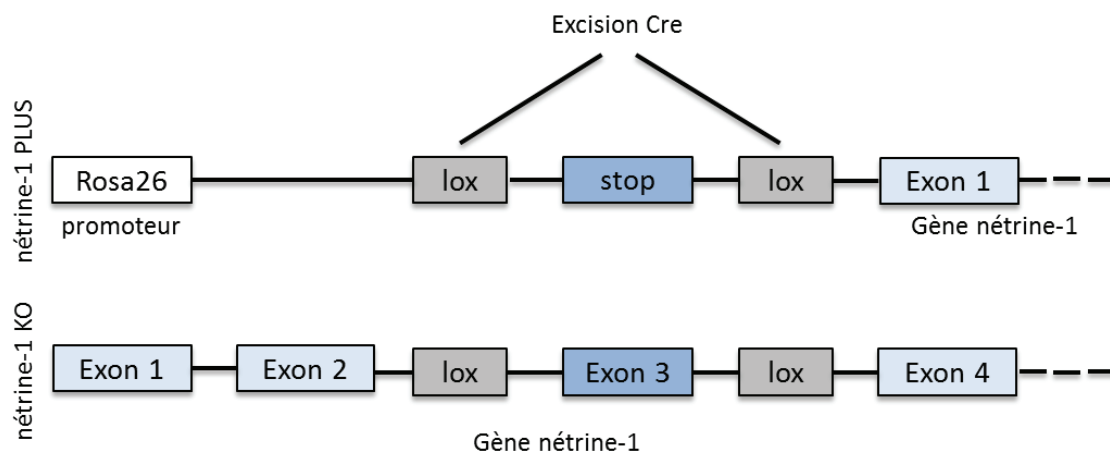 Excision Cre
nétrine-1 PLUS
Rosa26
lox
stop
lox
Exon 1
promoteur
Gène nétrine-1
nétrine-1 KO
Exon 1
Exon 2
lox
Exon 3
lox
Exon 4
Gène nétrine-1